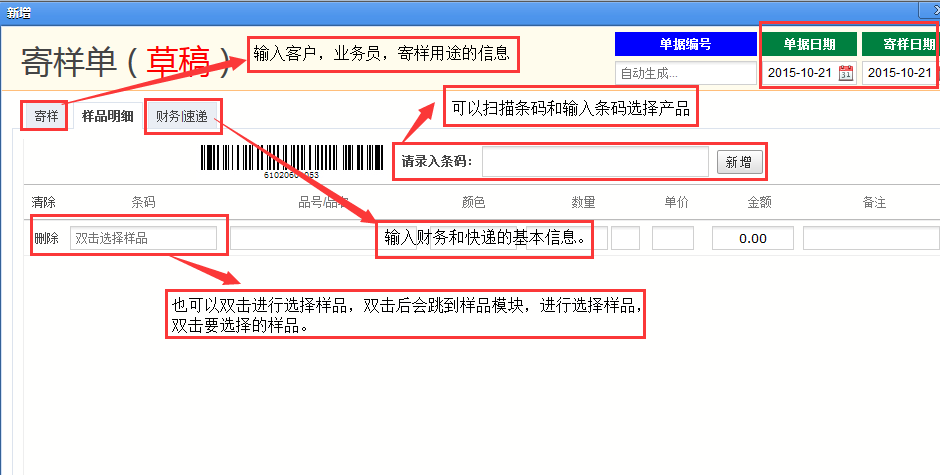 新增
寄样单（草稿）
输入客户，业务员，寄样用途的信息
单据编号
单据日期
寄样日期
自动生成...
2015-10-21
2015-10-21
寄样
样品明细
财务|速递
可以扫描条码和输入条码选择产品
请录入条码：
新增
清除
条码
品号/品名
颜色
数量
单价
金额
备注
删除
双击选择样品
输入财务和快递的基本信息。
0.00
也可以双击进行选择样品，双击后会跳到样品模块，进行选择样品，
双击要选择的样品。